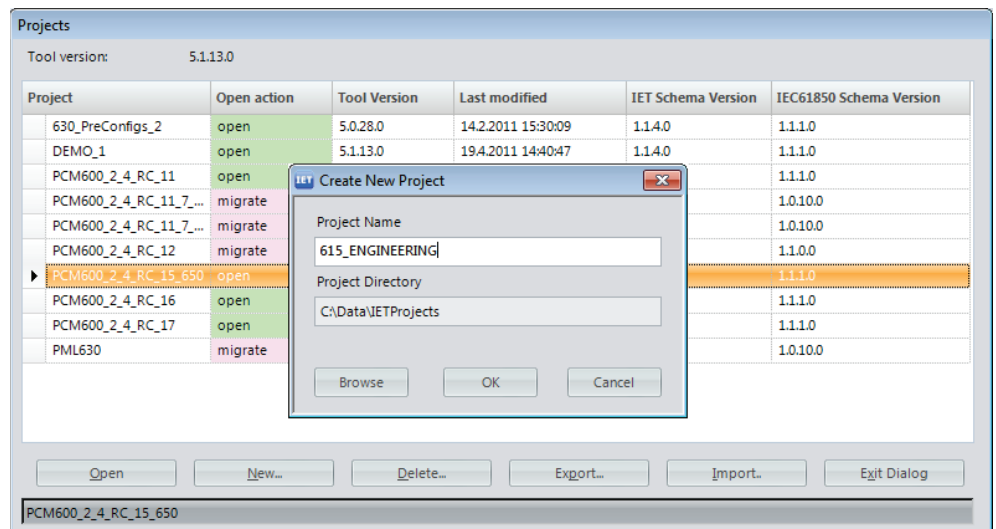 Projects
Tool version: 5.1.13.0
Project Open action Tool Version Last modified IET Schema Version IEC61850 Schema Version
630_PreConfigs_2 open 5.0.28.0 14.2.2011 15:30:09 1.1.4.0 1.1.1.0
DEMO_1 open 5.1.13.0 19.4.2011 14:40:47 1.1.4.0 1.1.1.0
PCM600_2_4_RC_11 open 1.1.1.0
PCM600_2_4_RC_11_7_... migrate 1.0.10.0
PCM600_2_4_RC_11_7_... migrate 1.0.10.0
PCM600_2_4_RC_12 migrate 1.1.0.0
PCM600_2_4_RC_15_650 open 1.1.1.0
PCM600_2_4_RC_16 open 1.1.1.0
PCM600_2_4_RC_17 open 1.1.1.0
PML630 migrate 1.0.10.0
IET Create New Project
Project Name
615_ENGINEERING
Project Directory
C:\Data\IETProjects
Browse OK Cancel
Open New... Delete... Export... Import.. Exit Dialog
PCM600_2_4_RC_15_650